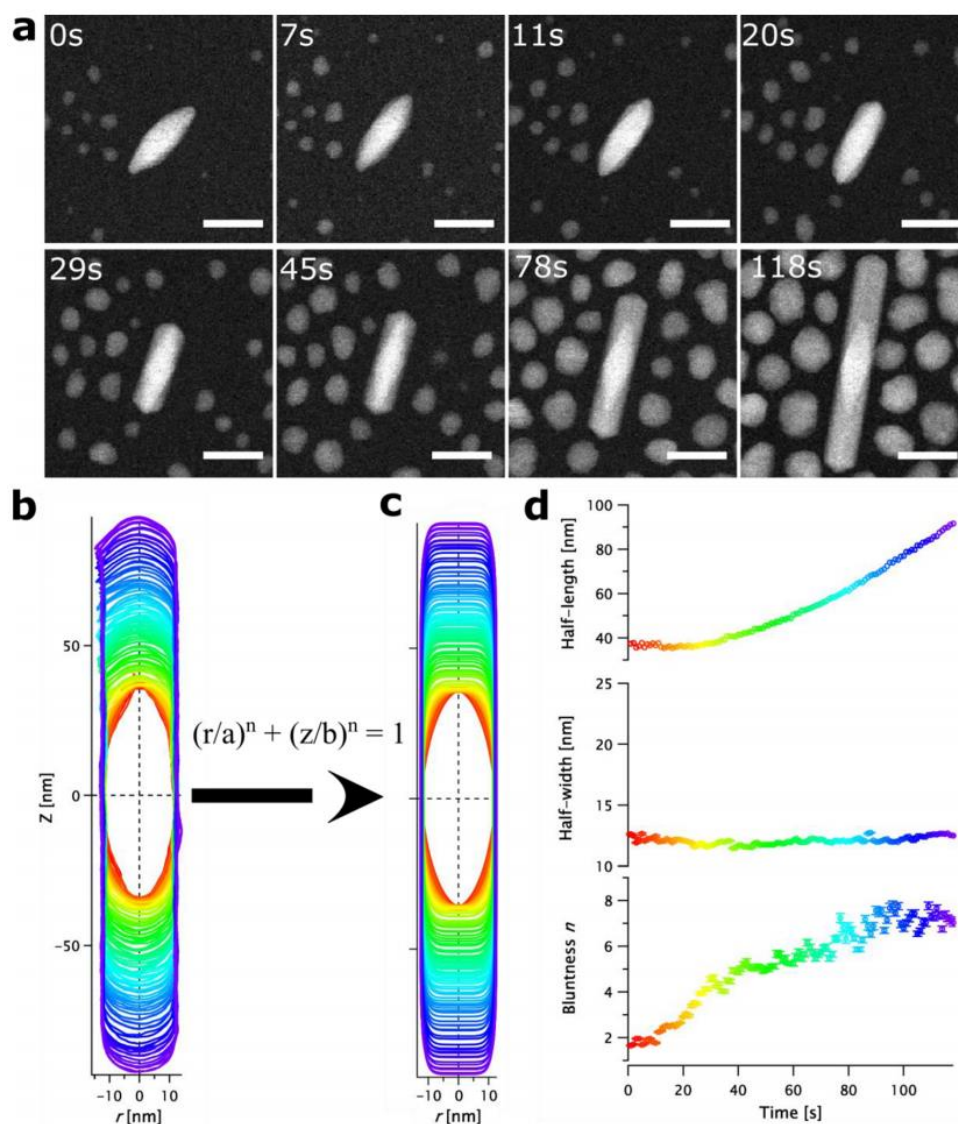 a
0s
7s
11s
20s
29s
45s
78s
118s
b
c
d
50
0
−50
Z [nm]
−10 0 10
r [nm]
(r/a)ⁿ + (z/b)ⁿ = 1
−10 0 10
r [nm]
100
80
60
40
Half-length [nm]
25
20
15
10
Half-width [nm]
8
6
4
2
Bluntness n
0 20 40 60 80 100
Time [s]